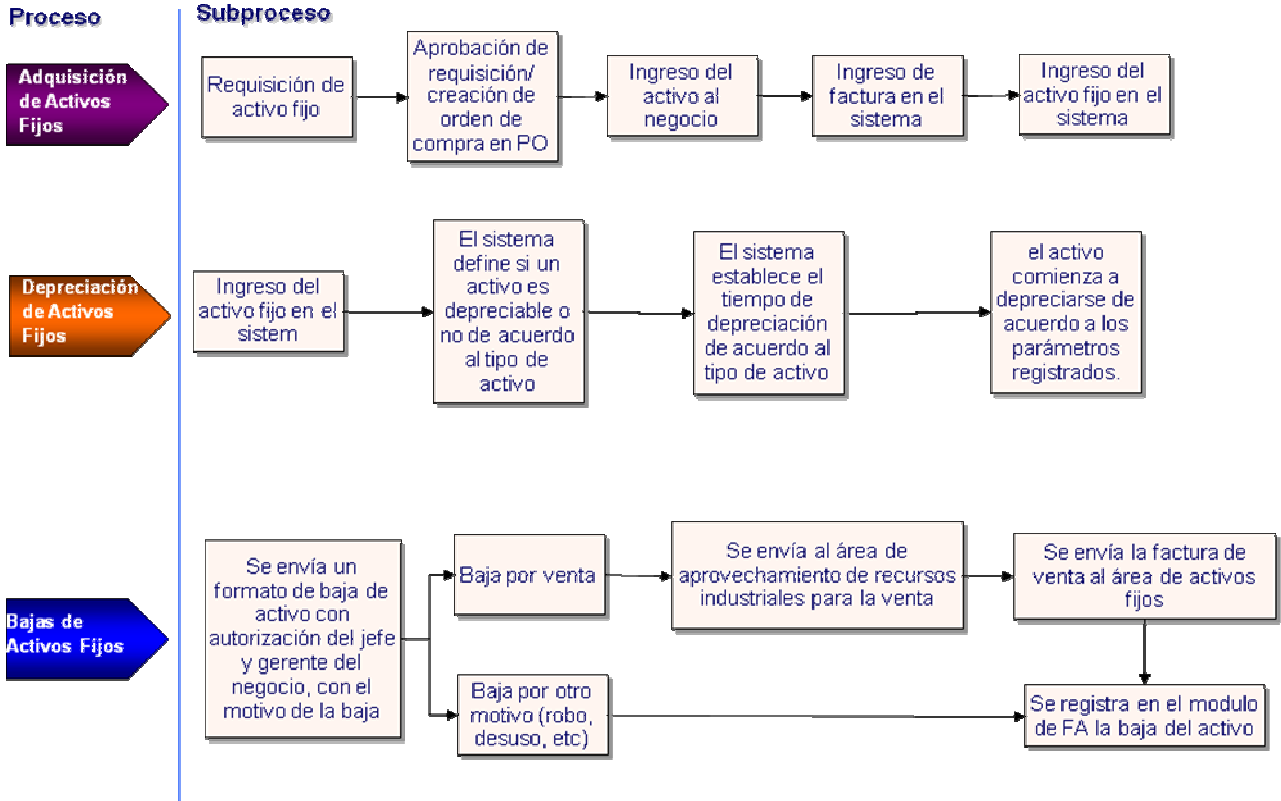 Proceso
Subproceso
Adquisición
de Activos
Fijos
Requisición de
activo fijo
Aprobación de
requisición/
creación de
orden de
compra en PO
Ingreso del
activo al
negocio
Ingreso de
factura en el
sistema
Ingreso del
activo fijo en el
sistema
Depreciación
de Activos
Fijos
Ingreso del
activo fijo en el
sistem
El sistema
define si un
activo es
depreciable o
no de acuerdo
al tipo de
activo
El sistema
establece el
tiempo de
depreciación
de acuerdo al
tipo de activo
el activo
comienza a
depreciarse de
acuerdo a los
parámetros
registrados.
Bajas de
Activos Fijos
Se envía un
formato de baja de
activo con
autorización del jefe
y gerente del
negocio, con el
motivo de la baja
Baja por venta
Se envía al área de
aprovechamiento de recursos
industriales para la venta
Se envía la factura de
venta al área de activos
fijos
Baja por otro
motivo (robo,
desuso, etc)
Se registra en el modulo
de FA la baja del activo